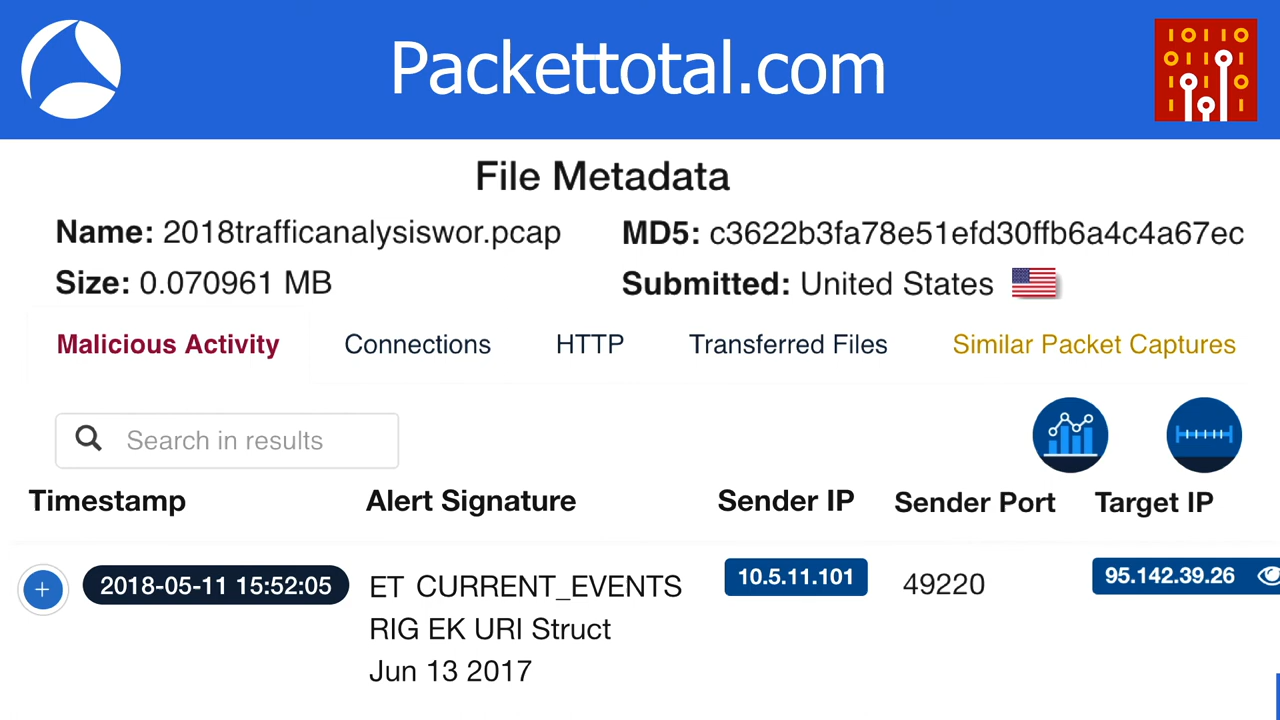 Packettotal.com
File Metadata
Name: 2018trafficanalysiswor.pcap MD5: c3622b3fa78e51efd30ffb6a4c4a67ec
Size: 0.070961 MB Submitted: United States
Malicious Activity Connections HTTP Transferred Files Similar Packet Captures
Search in results
Timestamp Alert Signature Sender IP Sender Port Target IP
2018-05-11 15:52:05 ET CURRENT_EVENTS 10.5.11.101 49220 95.142.39.26
RIG EK URI Struct
Jun 13 2017